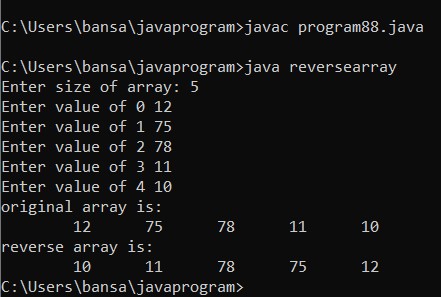 C:\Users\bansa\javaprogram>javac program88.java
C:\Users\bansa\javaprogram>java reversearray
Enter size of array: 5
Enter value of 0 12
Enter value of 1 75
Enter value of 2 78
Enter value of 3 11
Enter value of 4 10
original array is:
12 75 78 11 10
reverse array is:
10 11 78 75 12
C:\Users\bansa\javaprogram>